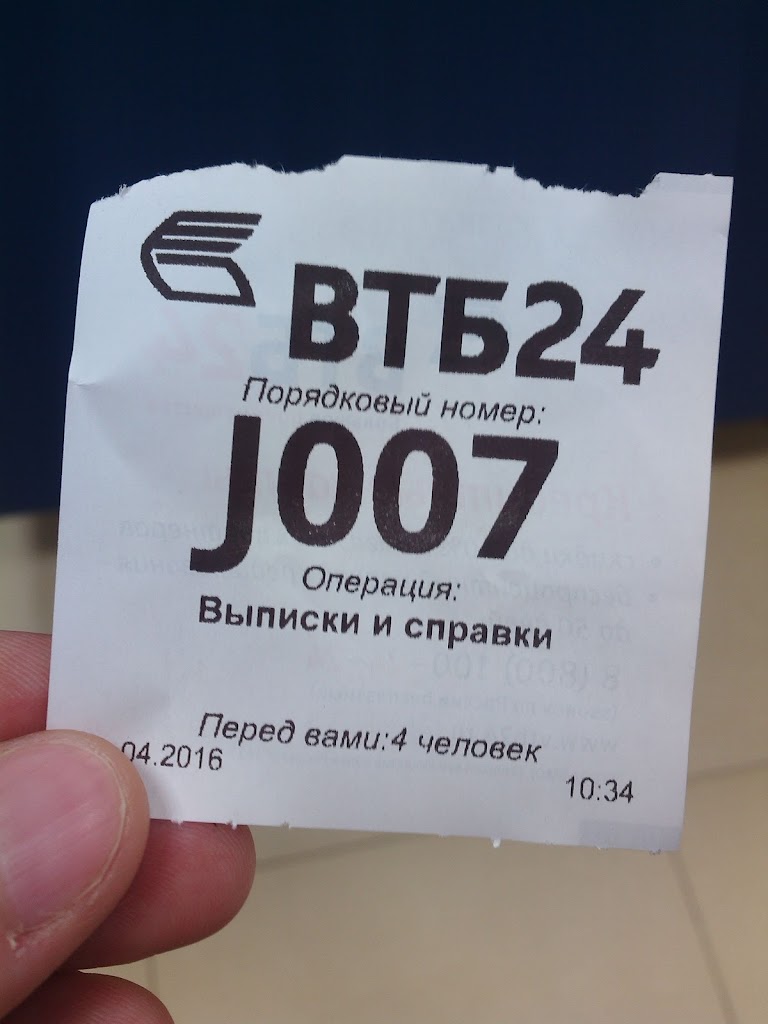 ВТБ24
Порядковый номер:
J007
Операция:
Выписки и справки
Перед вами:4 человек
04.2016
10:34